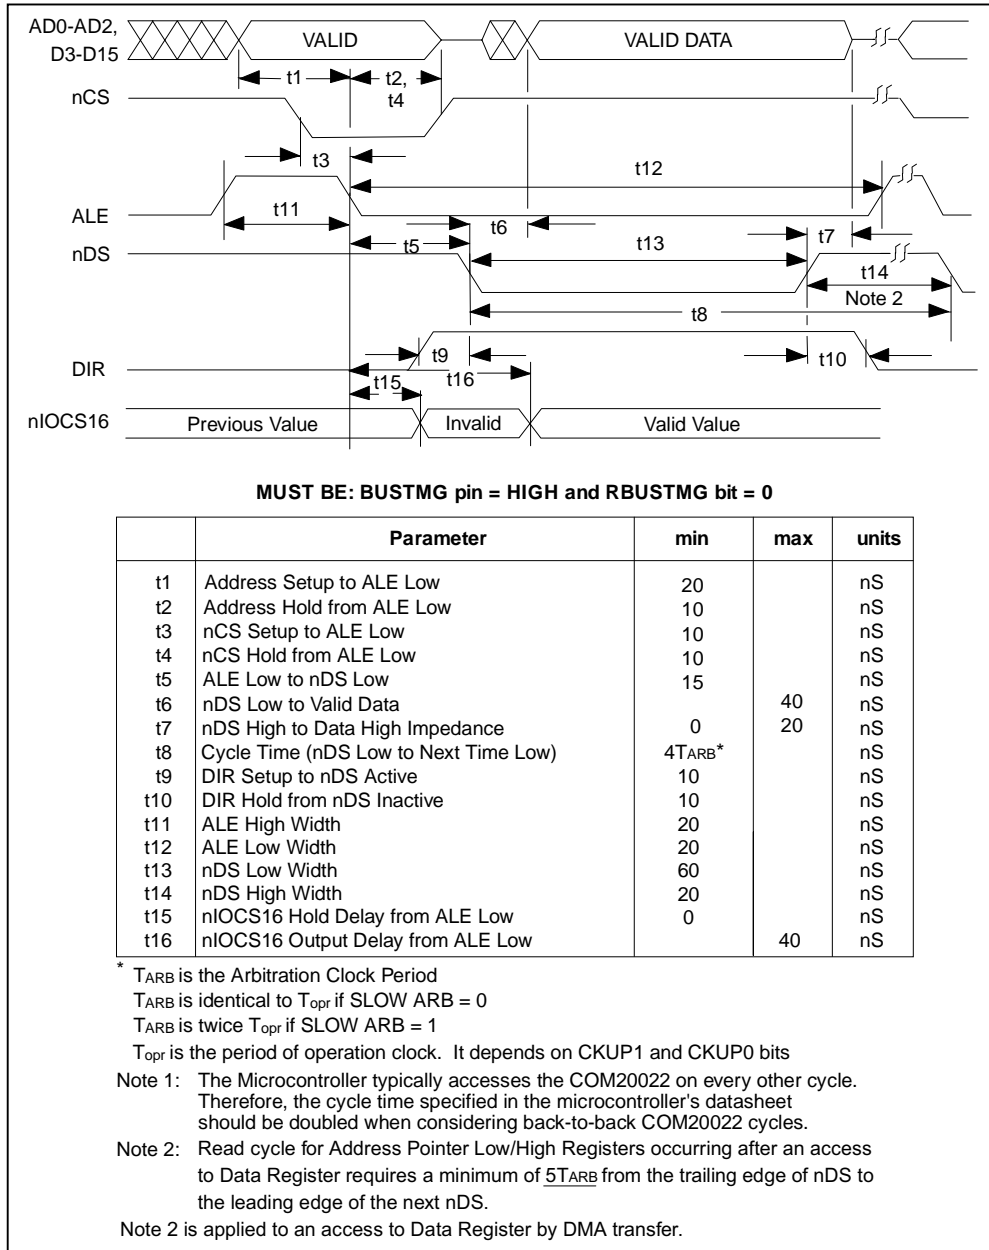 AD0-AD2,
D3-D15
VALID
VALID DATA
t1
t2,
t4
nCS
t3
t12
ALE
t11
t6
t7
nDS
t5
t13
t14
Note 2
t8
DIR
t9
t10
t15
t16
nIOCS16
Previous Value
Invalid
Valid Value
MUST BE: BUSTMG pin = HIGH and RBUSTMG bit = 0
Parameter min max units
t1 Address Setup to ALE Low 20 nS
t2 Address Hold from ALE Low 10 nS
t3 nCS Setup to ALE Low 10 nS
t4 nCS Hold from ALE Low 10 nS
t5 ALE Low to nDS Low 15 nS
t6 nDS Low to Valid Data 40 nS
t7 nDS High to Data High Impedance 0 20 nS
t8 Cycle Time (nDS Low to Next Time Low) 4TARB* nS
t9 DIR Setup to nDS Active 10 nS
t10 DIR Hold from nDS Inactive 10 nS
t11 ALE High Width 20 nS
t12 ALE Low Width 20 nS
t13 nDS Low Width 60 nS
t14 nDS High Width 20 nS
t15 nIOCS16 Hold Delay from ALE Low 0 nS
t16 nIOCS16 Output Delay from ALE Low 40 nS
* TARB is the Arbitration Clock Period
TARB is identical to Topr if SLOW ARB = 0
TARB is twice Topr if SLOW ARB = 1
Topr is the period of operation clock. It depends on CKUP1 and CKUP0 bits
Note 1: The Microcontroller typically accesses the COM20022 on every other cycle.
Therefore, the cycle time specified in the microcontroller's datasheet
should be doubled when considering back-to-back COM20022 cycles.
Note 2: Read cycle for Address Pointer Low/High Registers occurring after an access
to Data Register requires a minimum of 5TARB from the trailing edge of nDS to
the leading edge of the next nDS.
Note 2 is applied to an access to Data Register by DMA transfer.